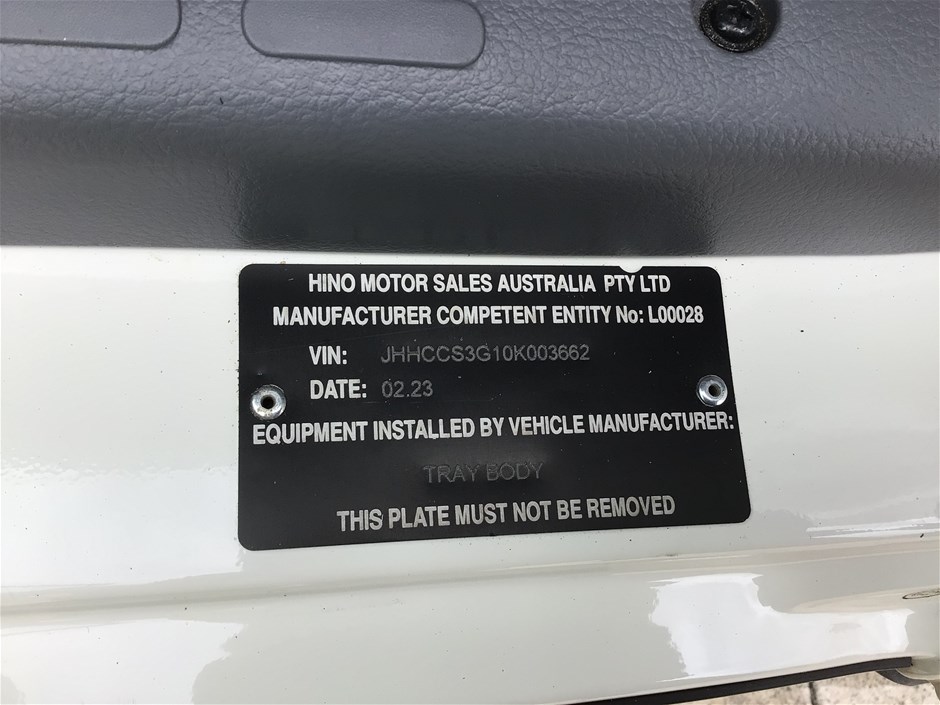 HINO MOTOR SALES AUSTRALIA PTY LTD
MANUFACTURER COMPETENT ENTITY No: L00028
VIN: JHHCCS3G10K003662
DATE: 02.23
EQUIPMENT INSTALLED BY VEHICLE MANUFACTURER:
TRAY BODY
THIS PLATE MUST NOT BE REMOVED